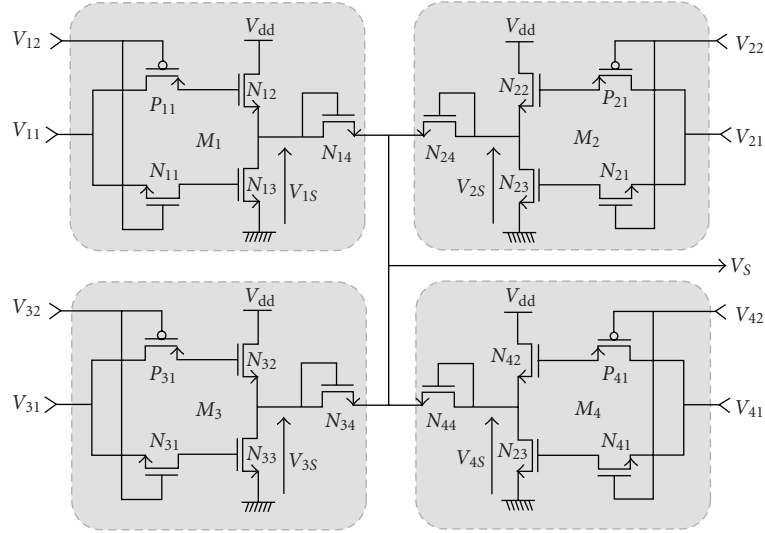 V12
Vdd
P11
N12
V11
M1
N11
N13
N14
V1S
Vdd
V22
N22
P21
N24
M2
V21
N21
N23
V2S
VS
V32
Vdd
P31
N32
V31
M3
N31
N33
N34
V3S
Vdd
V42
N42
P41
N44
M4
V41
N41
N23
V4S